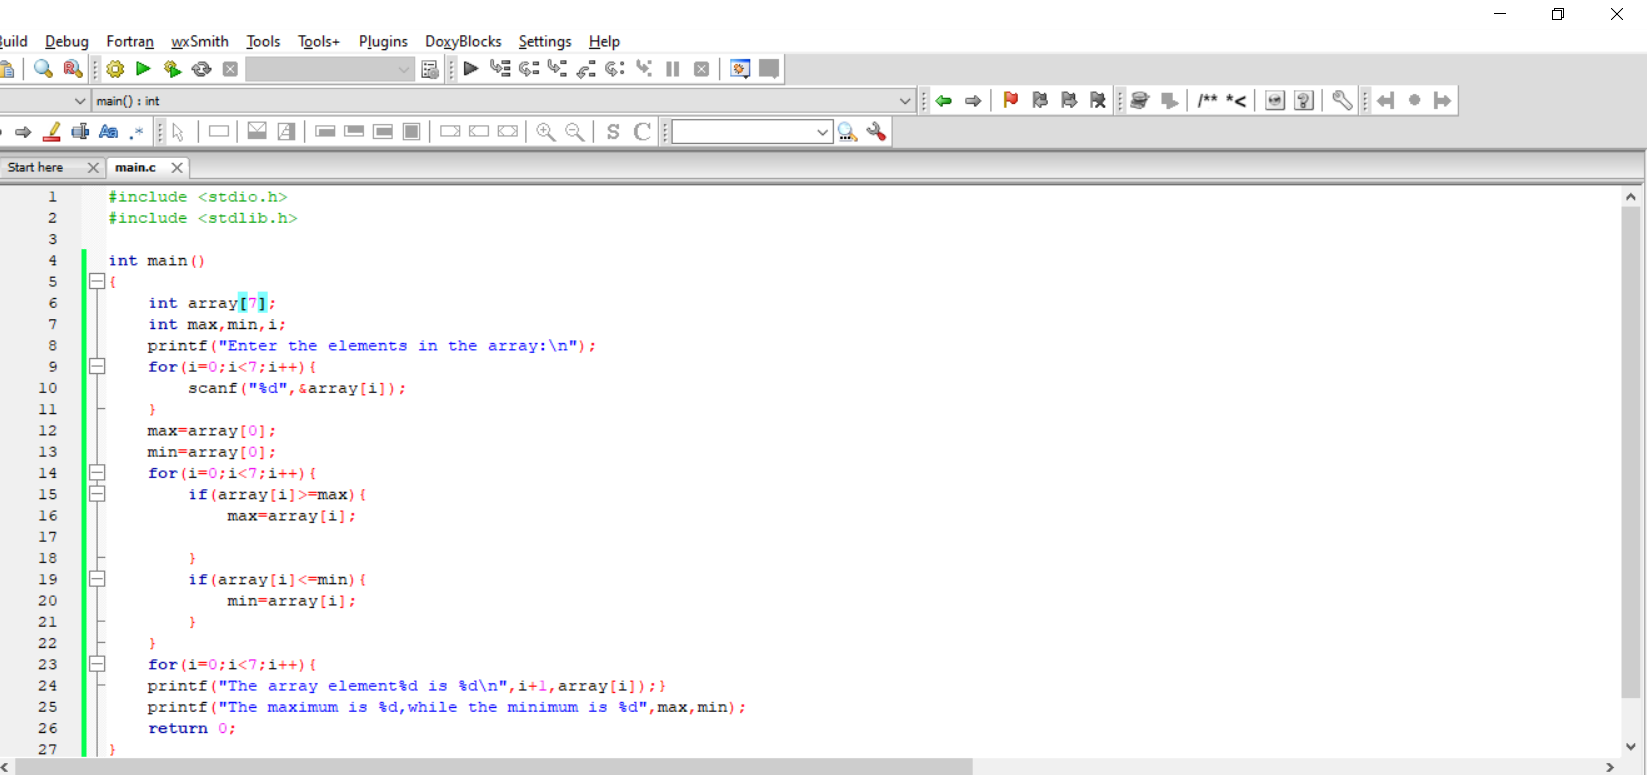 Build Debug Fortran wxSmith Tools Tools+ Plugins DoxyBlocks Settings Help
main() : int
/** *<
Aa .*
S C
Start here main.c
1 #include <stdio.h>
2 #include <stdlib.h>
3
4 int main()
5 {
6 int array[7];
7 int max,min,i;
8 printf("Enter the elements in the array:\n");
9 for(i=0;i<7;i++){
10 scanf("%d",&array[i]);
11 }
12 max=array[0];
13 min=array[0];
14 for(i=0;i<7;i++){
15 if(array[i]>=max){
16 max=array[i];
17
18 }
19 if(array[i]<=min){
20 min=array[i];
21 }
22 }
23 for(i=0;i<7;i++){
24 printf("The array element%d is %d\n",i+1,array[i]);}
25 printf("The maximum is %d,while the minimum is %d",max,min);
26 return 0;
27 }